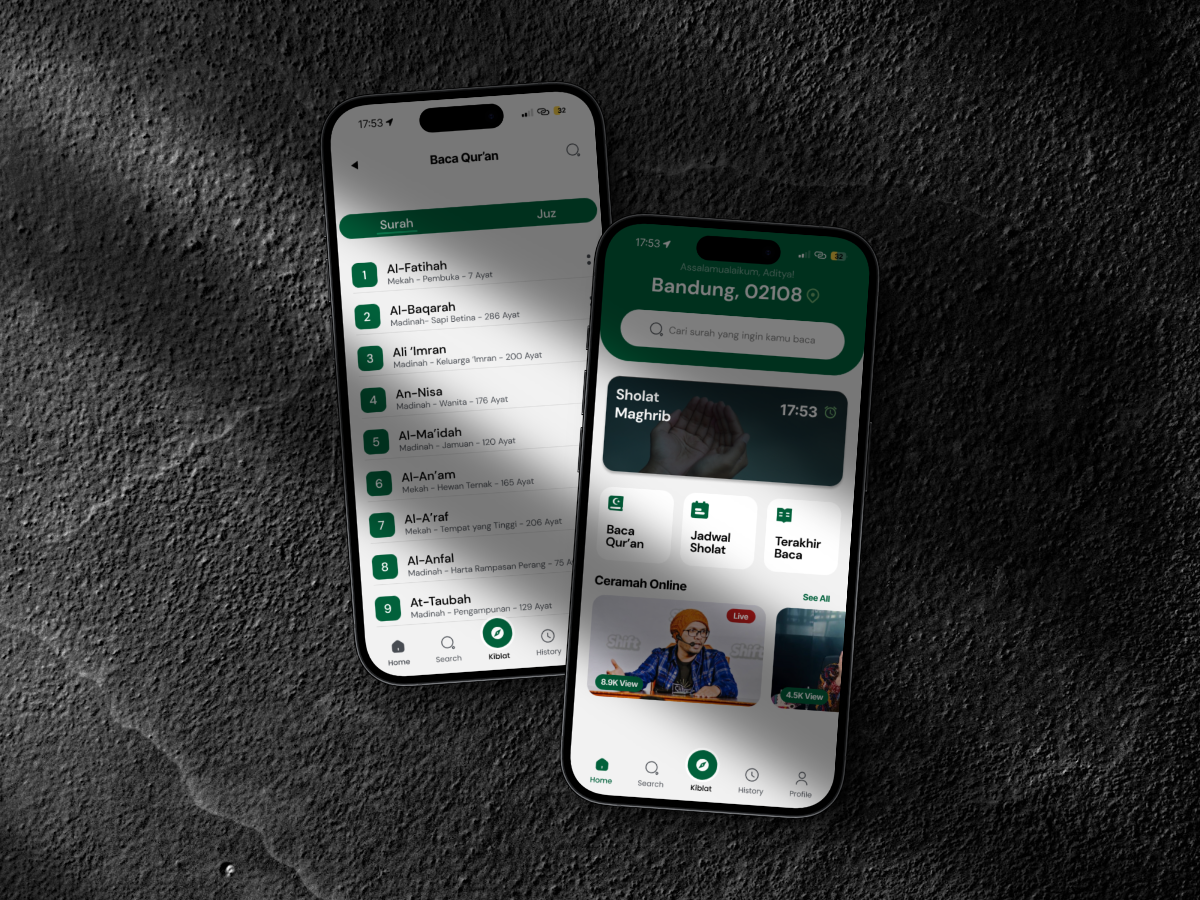 17:53
32
Baca Qur'an
Surah
Juz
1
Al-Fatihah
Mekah - Pembuka - 7 Ayat
2
Al-Baqarah
Madinah- Sapi Betina - 286 Ayat
3
Ali 'Imran
Madinah - Keluarga 'Imran - 200 Ayat
4
An-Nisa
Madinah - Wanita - 176 Ayat
5
Al-Ma'idah
Madinah - Jamuan - 120 Ayat
6
Al-An'am
Mekah - Hewan Ternak - 165 Ayat
7
Al-A'raf
Mekah - Tempat yang Tinggi - 206 Ayat
8
Al-Anfal
Madinah - Harta Rampasan Perang - 75 A
9
At-Taubah
Madinah - Pengampunan - 129 Ayat
Home
Search
Kiblat
History
17:53
32
Assalamualaikum, Aditya!
Bandung, 02108
Cari surah yang ingin kamu baca
Sholat
Maghrib
17:53
Baca
Qur'an
Jadwal
Sholat
Terakhir
Baca
Ceramah Online
See All
Shift
Shift
Live
8.9K View
4.5K View
Home
Search
Kiblat
History
Profile